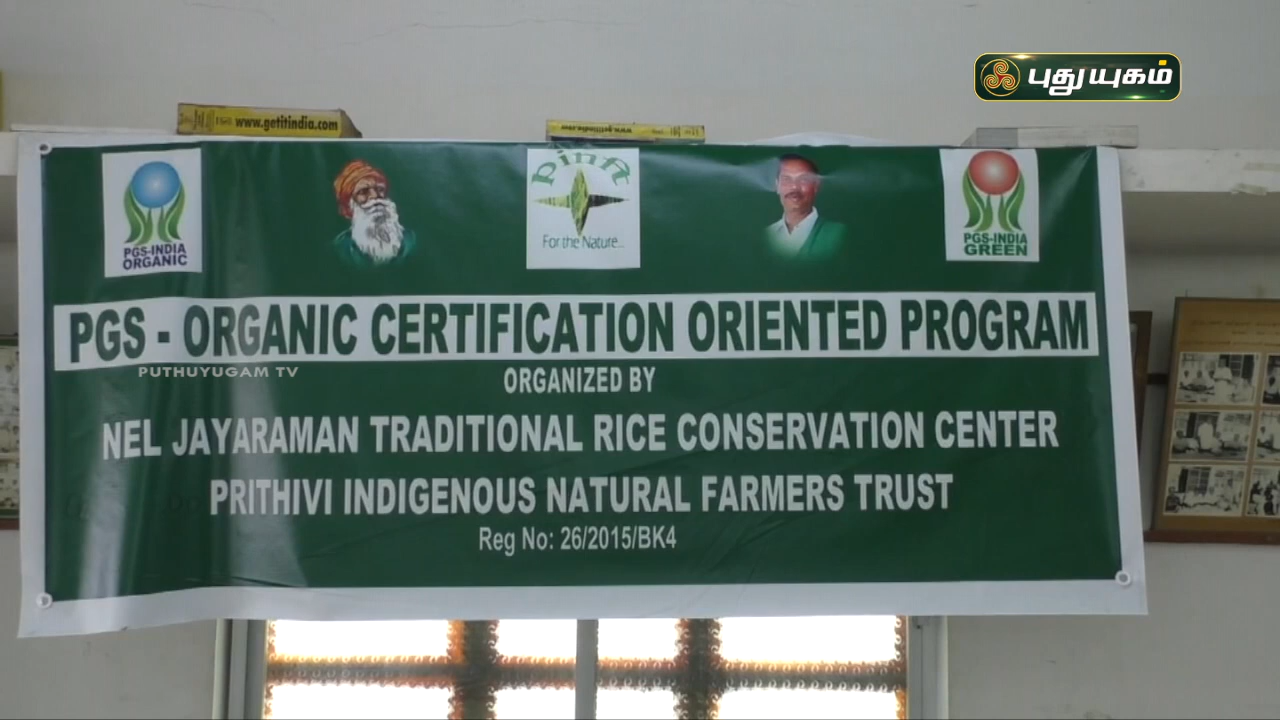 புதுயுகம்
www.getitindia.com
PGS-INDIA
ORGANIC
pinft
For the Nature...
PGS-INDIA
GREEN
PGS - ORGANIC CERTIFICATION ORIENTED PROGRAM
PUTHUYUGAM TV
ORGANIZED BY
NEL JAYARAMAN TRADITIONAL RICE CONSERVATION CENTER
PRITHIVI INDIGENOUS NATURAL FARMERS TRUST
Reg No: 26/2015/BK4